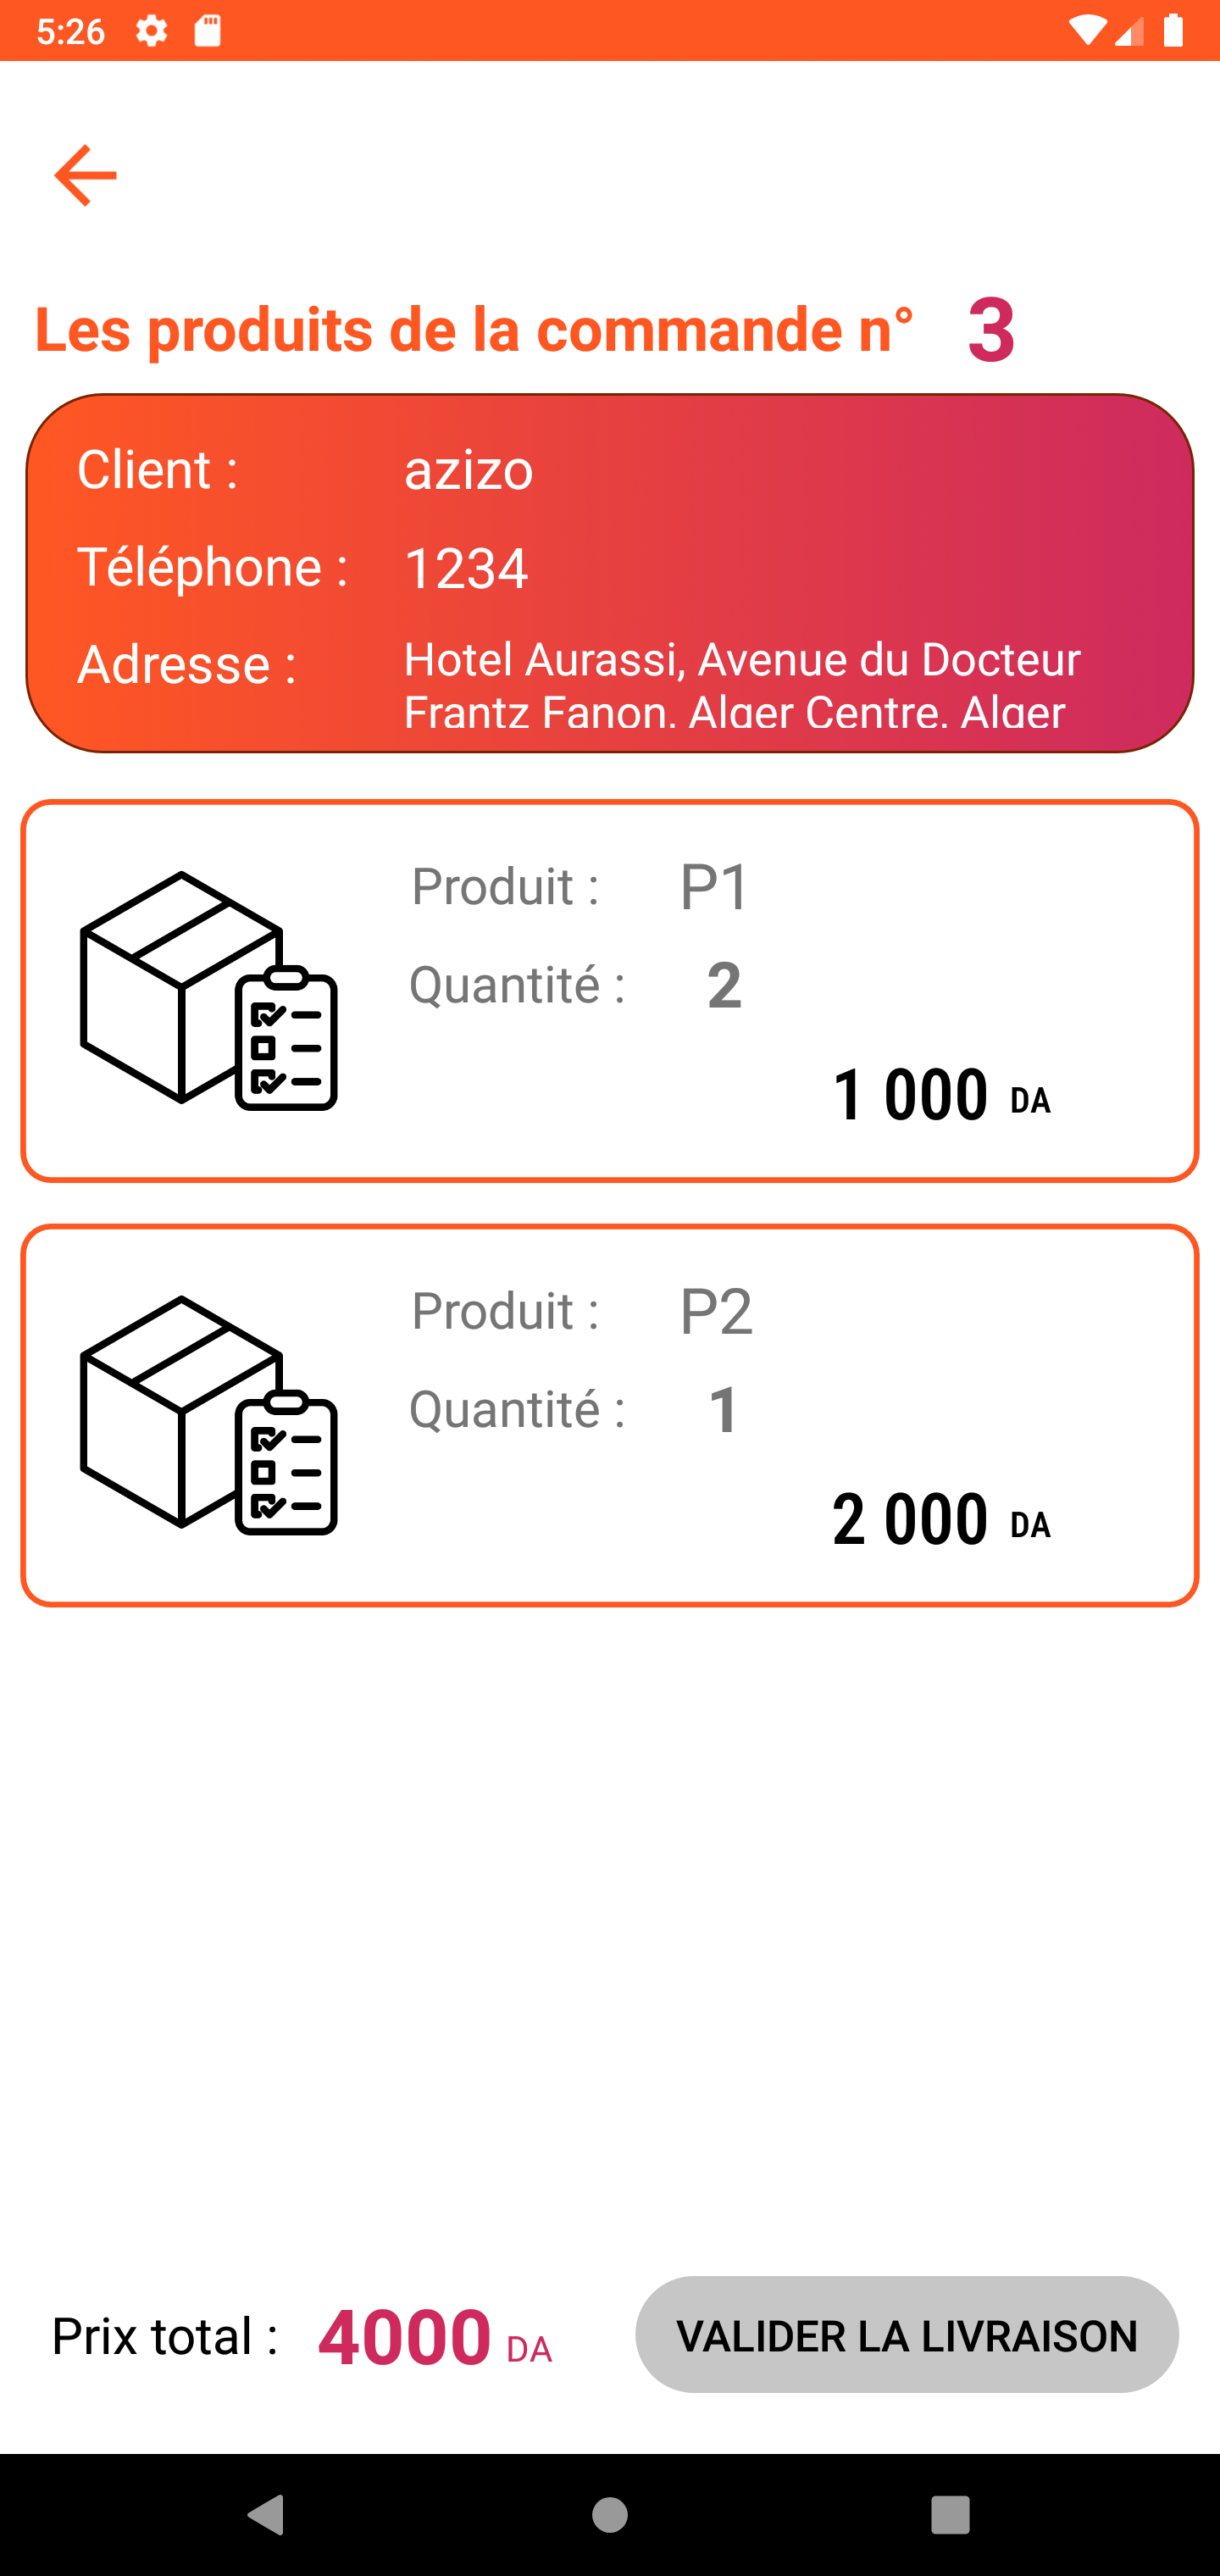 5:26
Les produits de la commande n° 3
Client : azizo
Téléphone : 1234
Adresse : Hotel Aurassi, Avenue du Docteur
Frantz Fanon, Alger Centre, Alger
Produit : P1
Quantité : 2
1 000 DA
Produit : P2
Quantité : 1
2 000 DA
Prix total : 4000 DA
VALIDER LA LIVRAISON